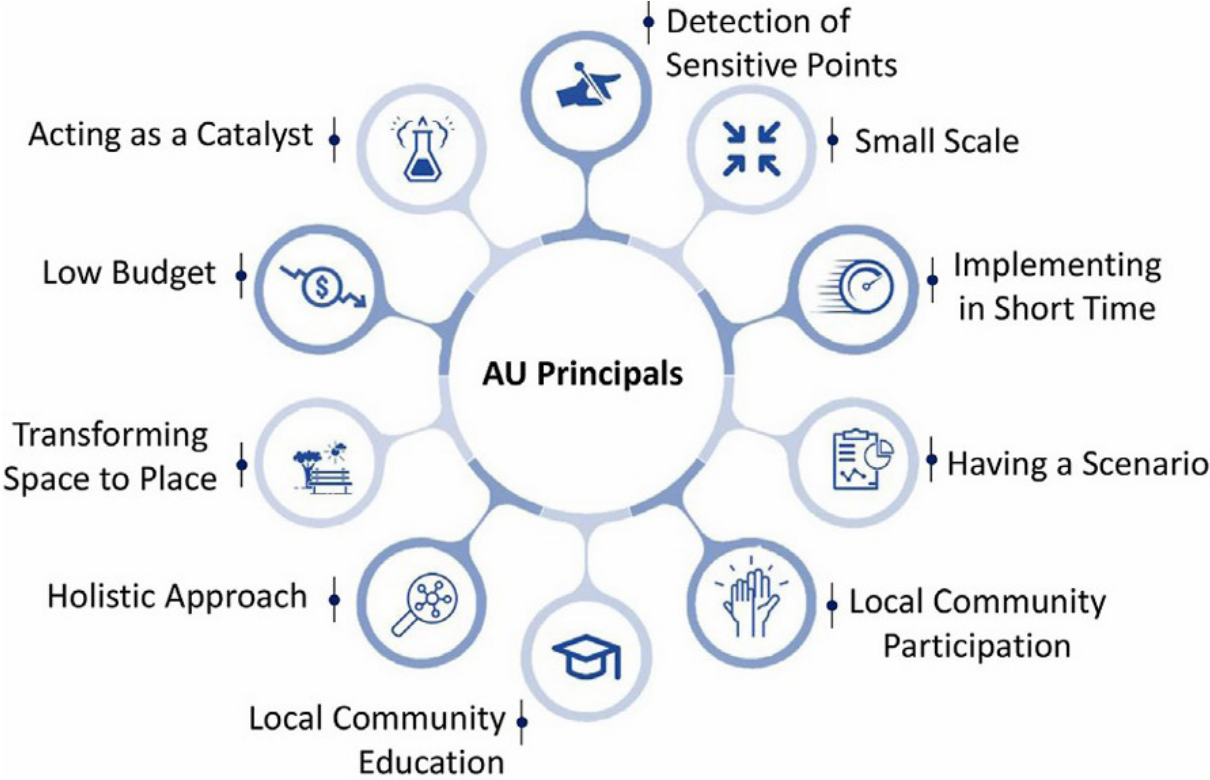 Detection of
Sensitive Points
Acting as a Catalyst
Small Scale
Low Budget
Implementing
in Short Time
$
AU Principals
Transforming
Space to Place
Having a Scenario
Holistic Approach
Local Community
Participation
Local Community
Education